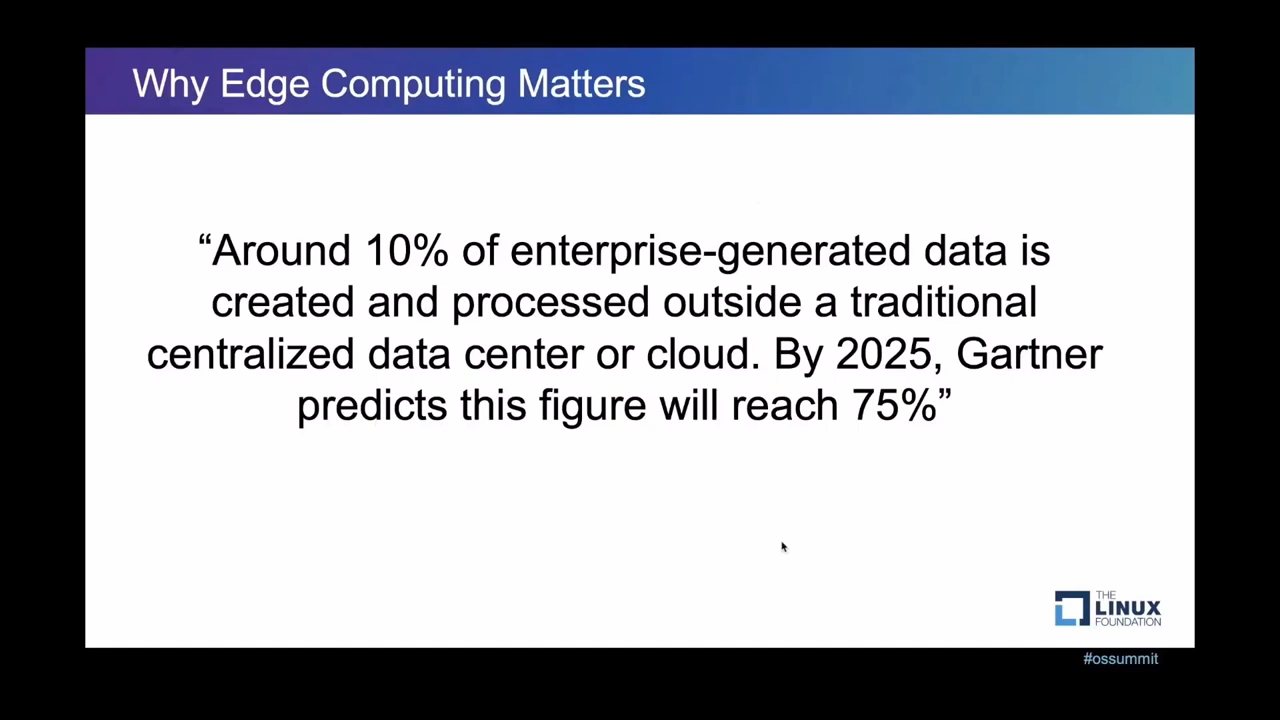 Why Edge Computing Matters
“Around 10% of enterprise-generated data is
created and processed outside a traditional
centralized data center or cloud. By 2025, Gartner
predicts this figure will reach 75%”
THE
LINUX
FOUNDATION
#ossummit